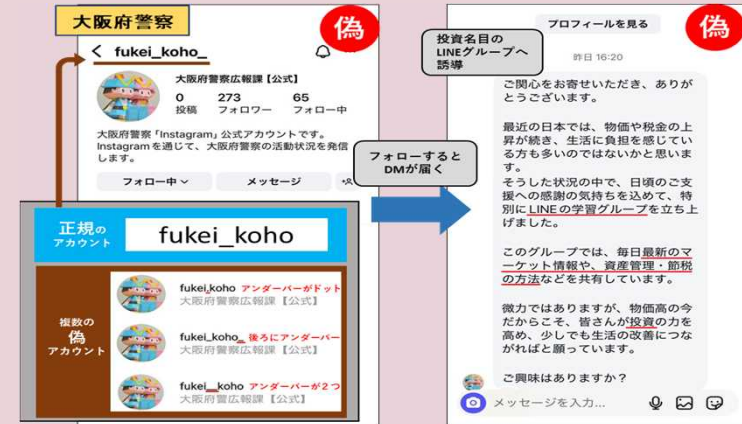 大阪府警察
偽
fukei_koho_
大阪府警察広報課【公式】
0 273 65
投稿 フォロワー フォロー中
大阪府警察「Instagram」公式アカウントです。
Instagramを通じて、大阪府警察の活動状況を発信
します。
フォロー中 メッセージ
正規の
アカウント
fukei_koho
複数の
偽
アカウント
fukei.koho アンダーバーがドット
大阪府警察広報課【公式】
fukei_koho_ 後ろにアンダーバー
大阪府警察広報課【公式】
fukei__koho アンダーバーが2つ
大阪府警察広報課【公式】
フォローすると
DMが届く
プロフィールを見る
偽
投資名目の
LINEグループへ
誘導
昨日 16:20
ご関心をお寄せいただき、ありが
とうございます。
最近の日本では、物価や税金の上
昇が続き、生活に負担を感じてい
る方も多いのではないかと思いま
す。
そうした状況の中で、日頃のご支
援への感謝の気持ちを込めて、特
別にLINEの学習グループを立ち上
げました。
このグループでは、毎日最新のマ
ーケット情報や、資産管理・節税
の方法などを共有しています。
微力ではありますが、物価高の今
だからこそ、皆さんが投資の力を
高め、少しでも生活の改善につな
がればと願っています。
ご興味はありますか？
メッセージを入力...